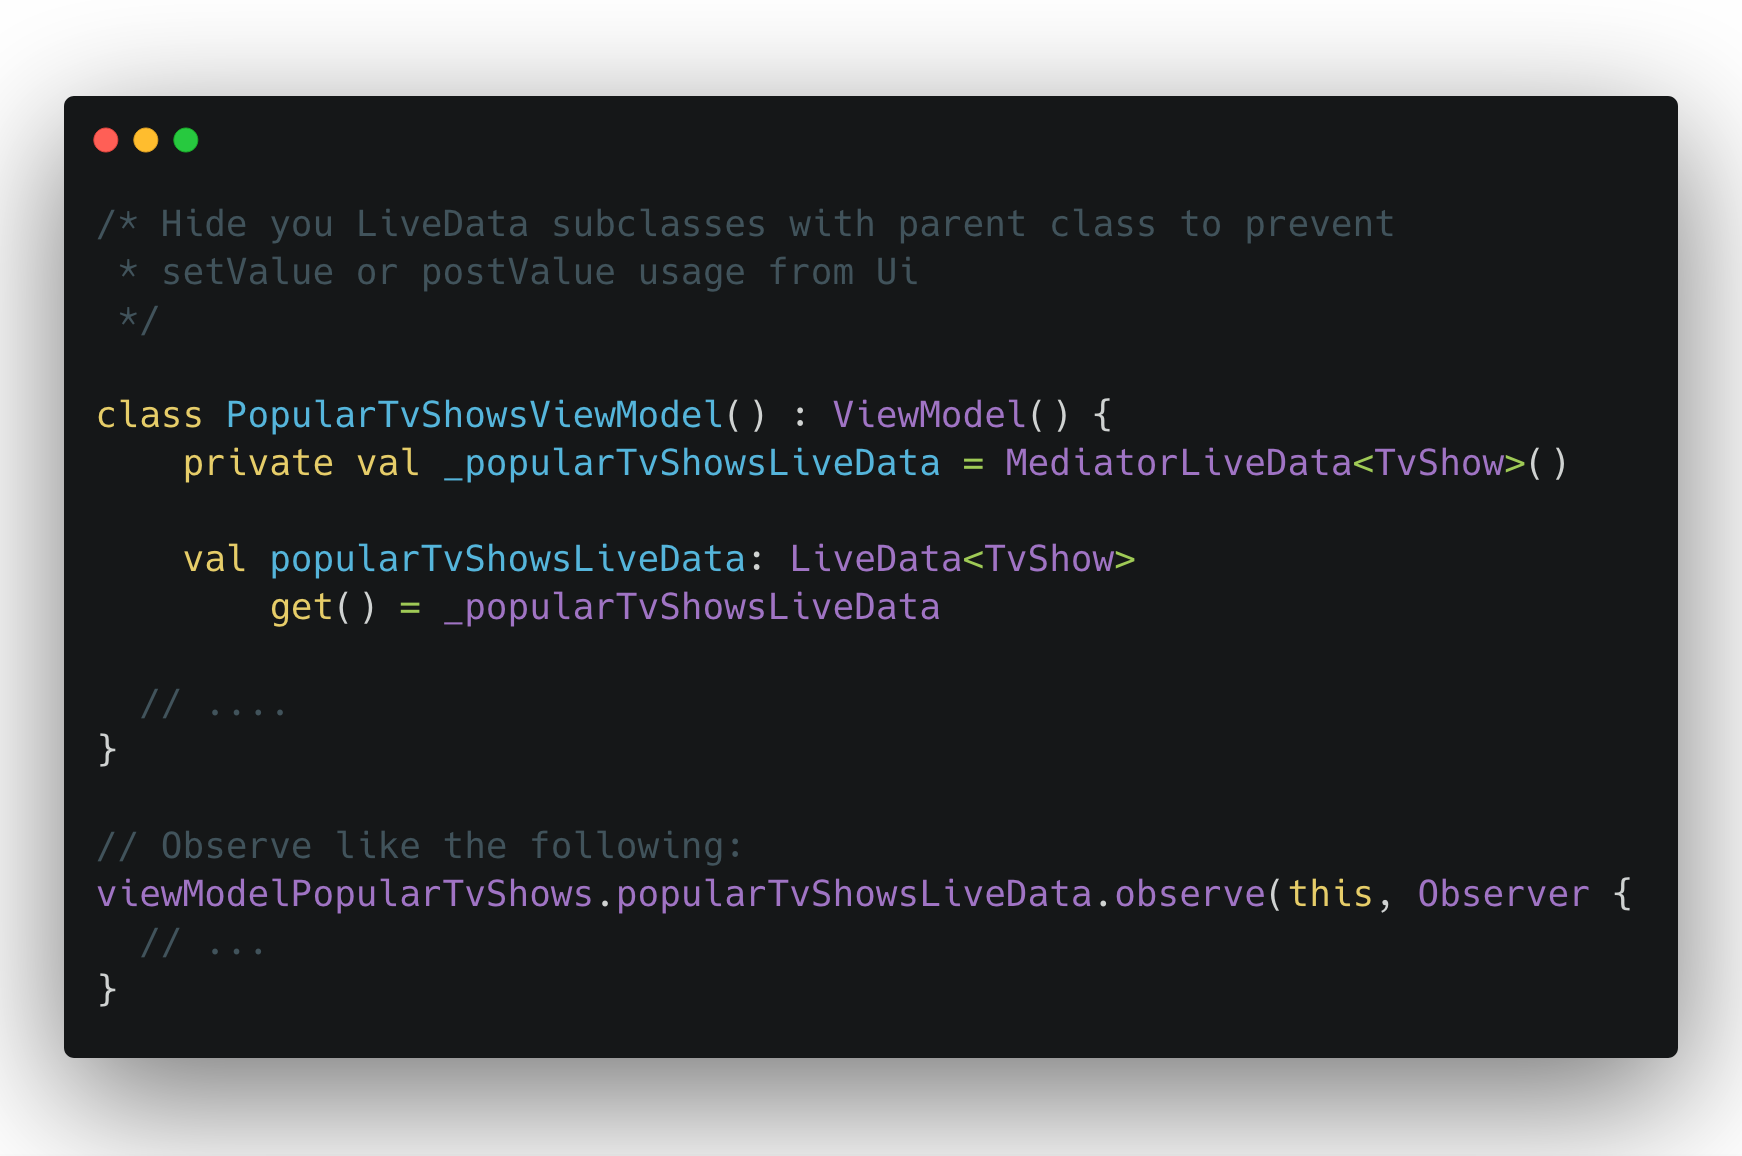 /* Hide you LiveData subclasses with parent class to prevent
 * setValue or postValue usage from Ui
 */
class PopularTvShowsViewModel() : ViewModel() {
    private val _popularTvShowsLiveData = MediatorLiveData<TvShow>()
    val popularTvShowsLiveData: LiveData<TvShow>
        get() = _popularTvShowsLiveData
  // ....
}
// Observe like the following:
viewModelPopularTvShows.popularTvShowsLiveData.observe(this, Observer {
  // ...
}